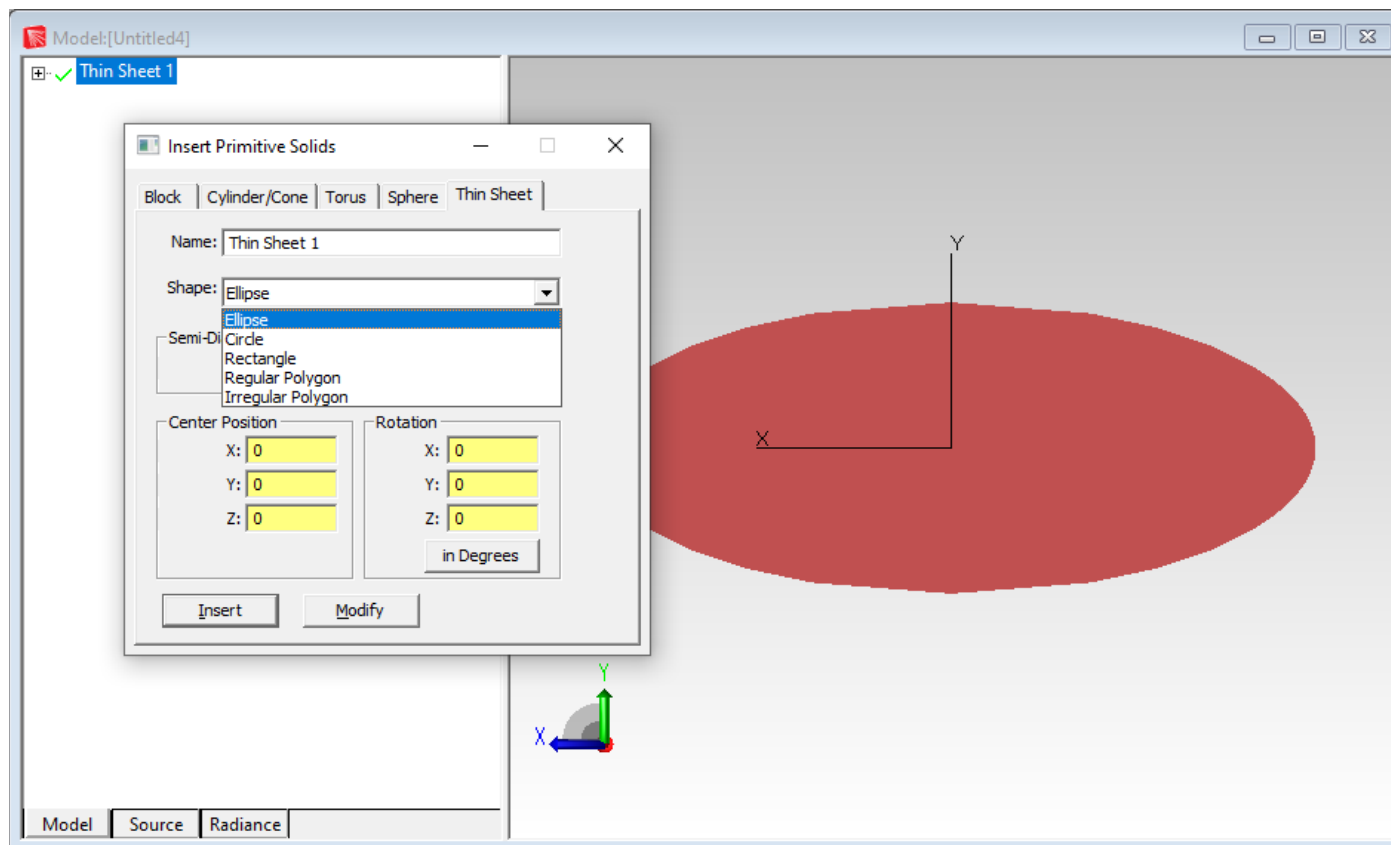 Model:[Untitled4]
Thin Sheet 1
Insert Primitive Solids
Block Cylinder/Cone Torus Sphere Thin Sheet
Name: Thin Sheet 1
Shape: Ellipse
Ellipse
Semi-Di
Circle
Rectangle
Regular Polygon
Irregular Polygon
Center Position Rotation
X: 0 X: 0
Y: 0 Y: 0
Z: 0 Z: 0
in Degrees
Insert Modify
Y
X
Y
X
Model Source Radiance